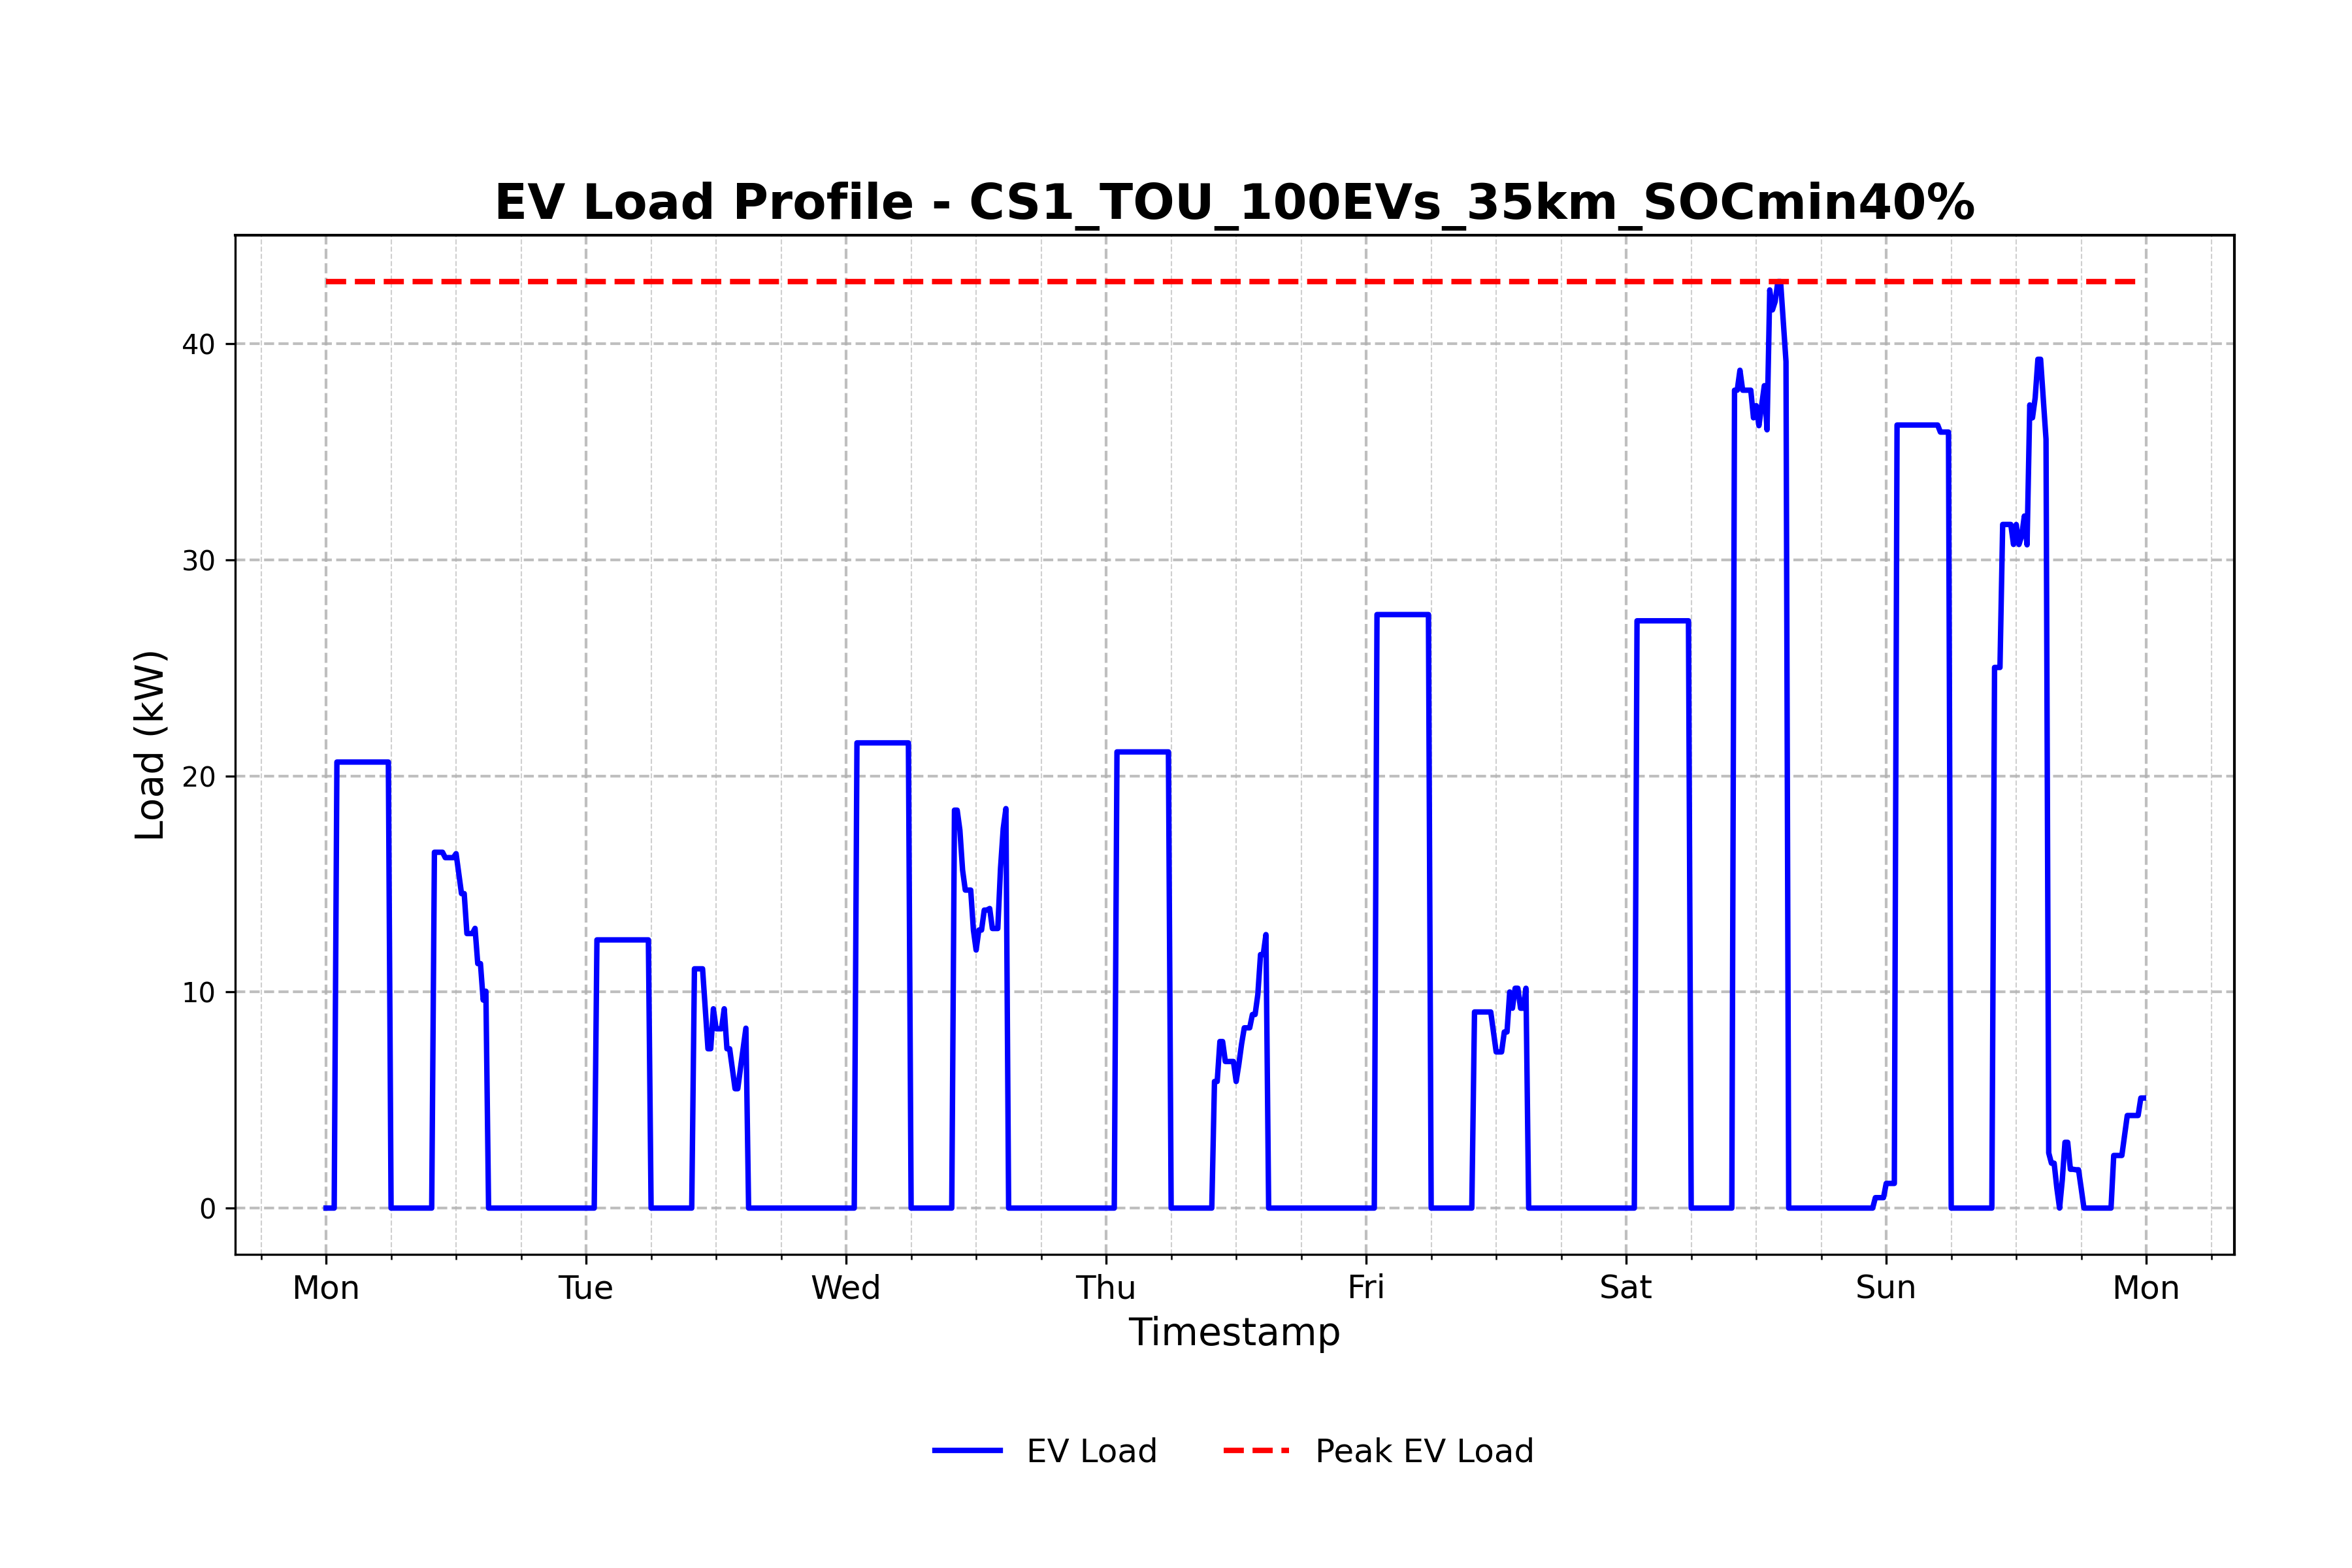 EV Load Profile - CS1_TOU_100EVs_35km_SOCmin40%
Load (kW)
40
30
20
10
0
Mon Tue Wed Thu Fri Sat Sun Mon
Timestamp
EV Load Peak EV Load